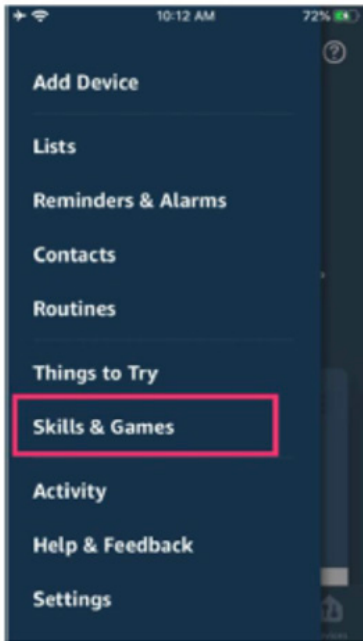 10:12 AM
72%
?
Add Device
Lists
Reminders & Alarms
Contacts
Routines
Things to Try
Skills & Games
Activity
Help & Feedback
Settings